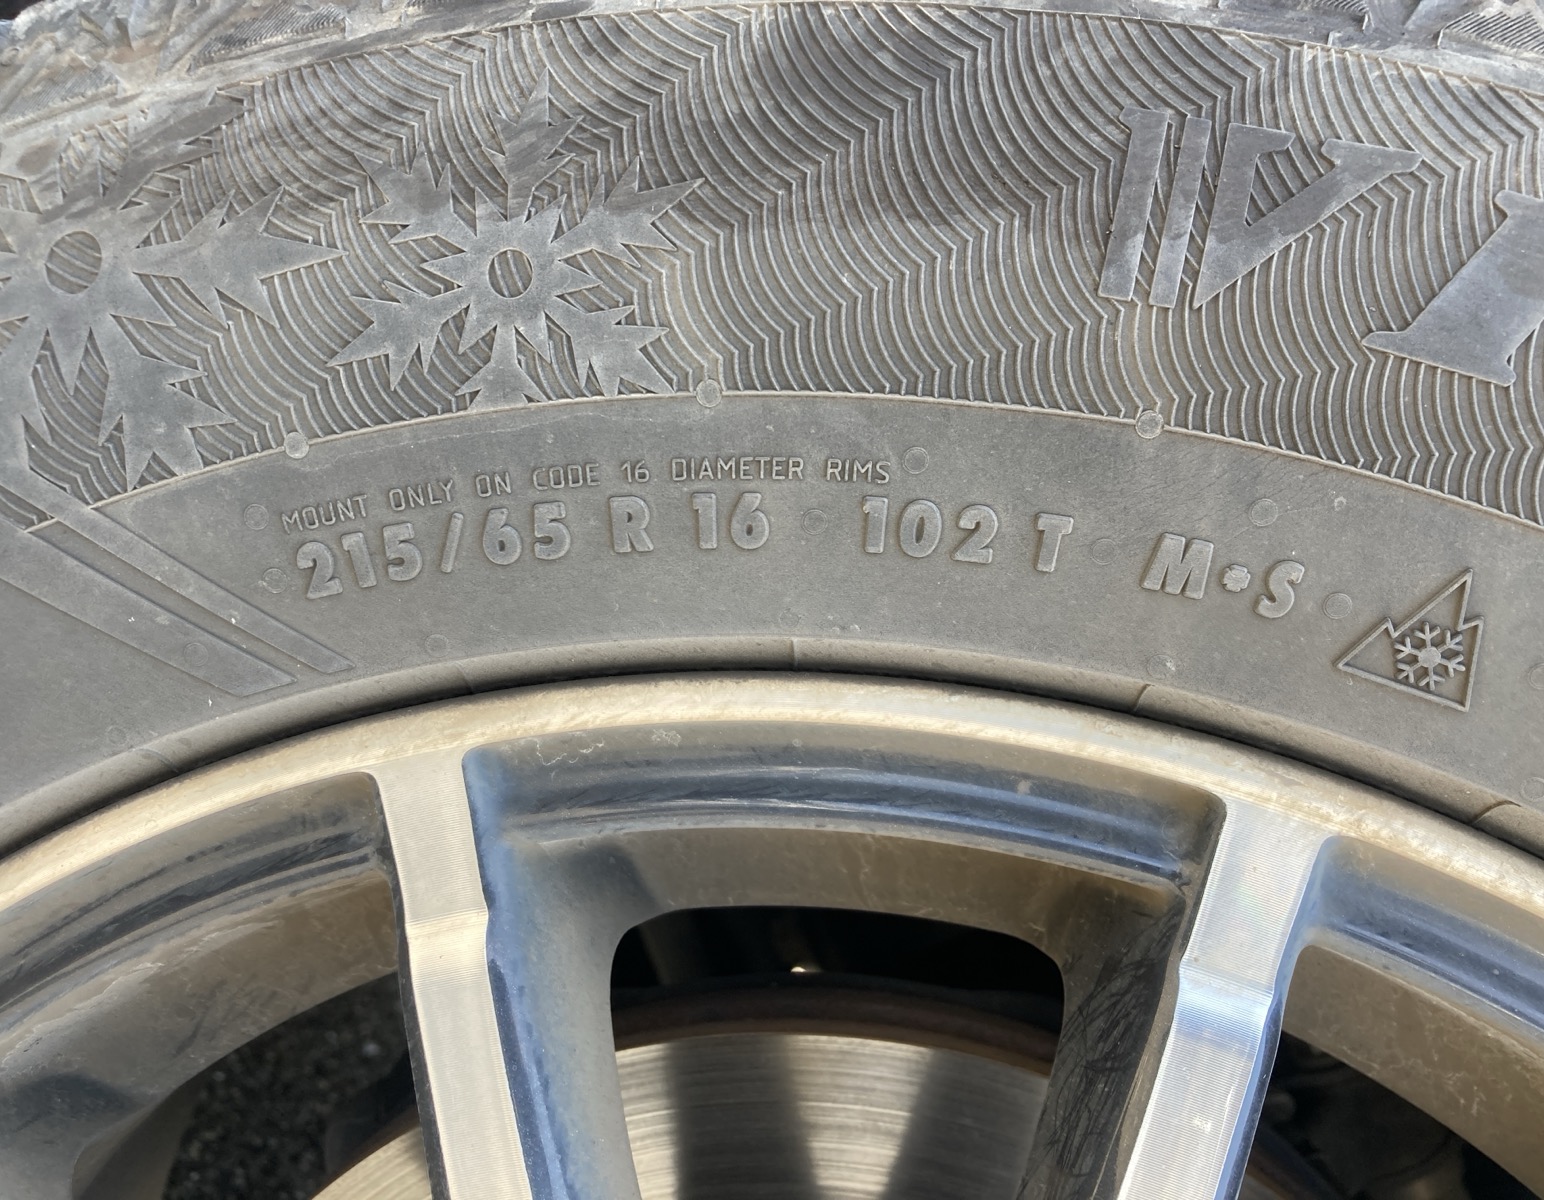 MOUNT ONLY ON CODE 16 DIAMETER RIMS
215/65 R 16 102 T M•S